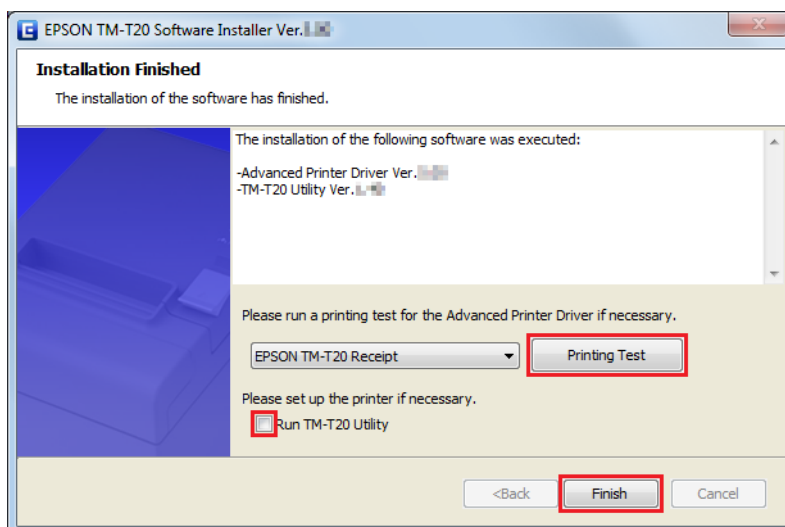 EPSON TM-T20 Software Installer Ver.
Installation Finished
The installation of the software has finished.
The installation of the following software was executed:
-Advanced Printer Driver Ver.
-TM-T20 Utility Ver.
Please run a printing test for the Advanced Printer Driver if necessary.
EPSON TM-T20 Receipt
Printing Test
Please set up the printer if necessary.
Run TM-T20 Utility
<Back
Finish
Cancel